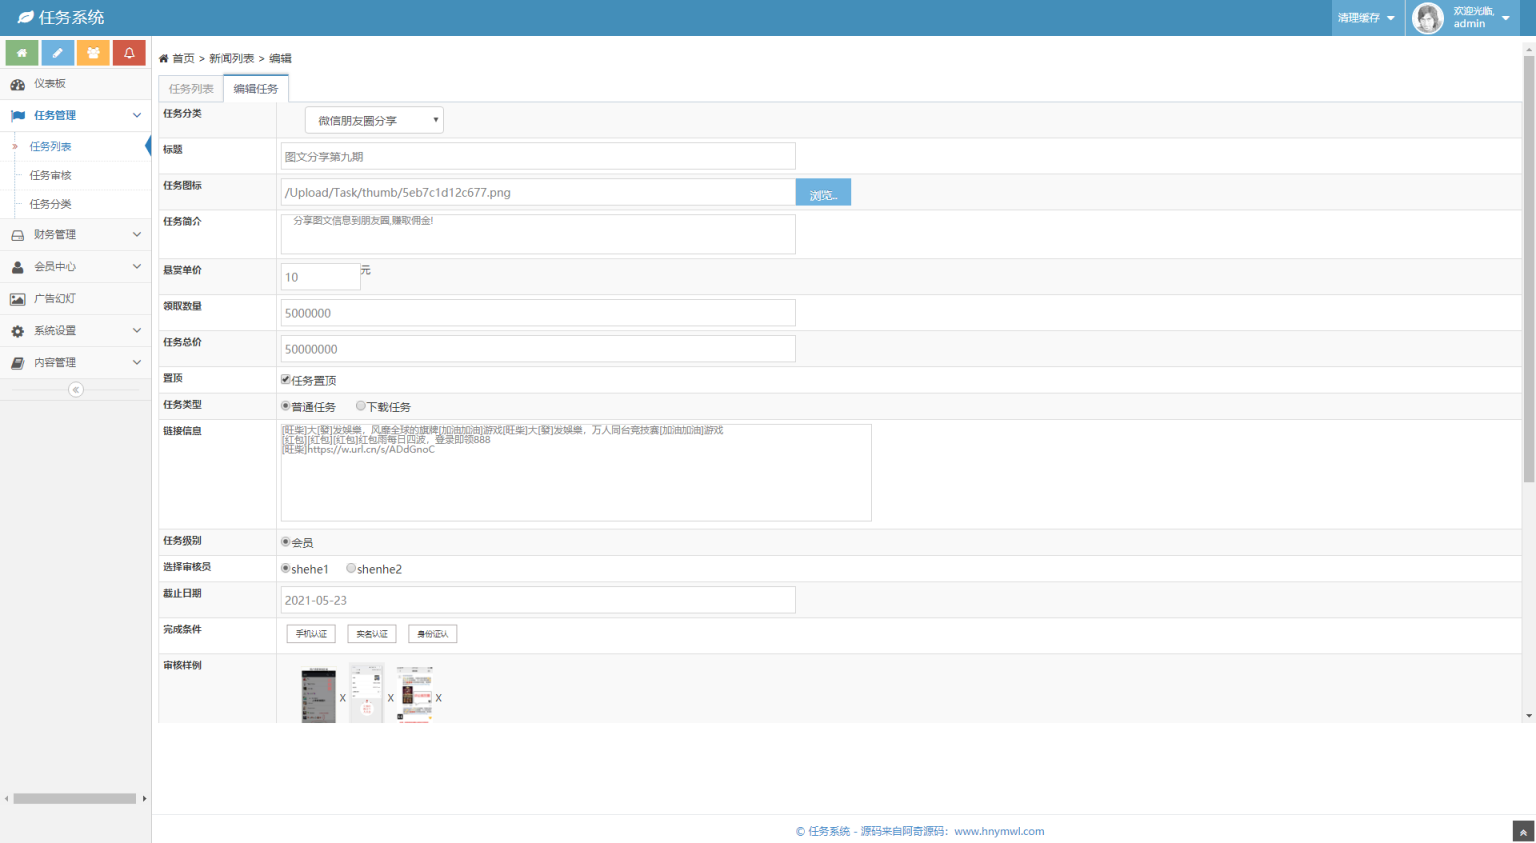 任务系统
清理缓存
欢迎光临,
admin
首页 > 新闻列表 > 编辑
仪表板
任务管理
任务列表
任务审核
任务分类
财务管理
会员中心
广告幻灯
系统设置
内容管理
任务列表
编辑任务
任务分类
微信朋友圈分享
标题
图文分享第九期
任务图标
/Upload/Task/thumb/5eb7c1d12c677.png
浏览..
任务简介
分享图文信息到朋友圈,赚取佣金!
悬赏单价
10
元
领取数量
5000000
任务总价
50000000
置顶
任务置顶
任务类型
普通任务
下载任务
链接信息
[旺柴]大[發]发娱樂，风靡全球的旗牌[加油加油]游戏[旺柴]大[發]发娱樂，万人同台竞技赛[加油加油]游戏
[红包][红包][红包]红包雨每日四波，登录即领888
[旺柴]https://w.url.cn/s/ADdGnoC
任务级别
会员
选择审核员
shehe1
shenhe2
截止日期
2021-05-23
完成条件
手机认证
实名认证
身份证认
审核样例
X
X
X
© 任务系统 - 源码来自阿奇源码：www.hnymwl.com